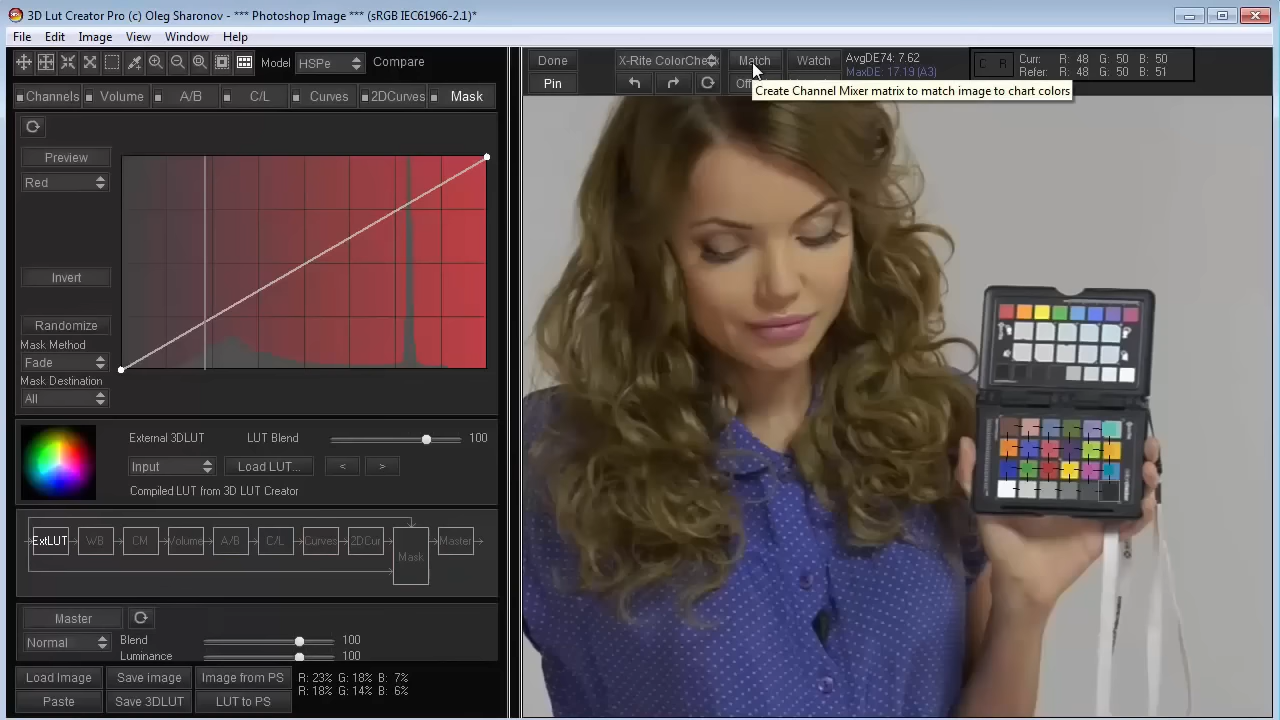 3D Lut Creator Pro (c) Oleg Sharonov - *** Photoshop Image *** (sRGB IEC61966-2.1)*
File Edit Image View Window Help
Model HSPe Compare
Channels Volume A/B C/L Curves 2DCurves Mask
Preview
Red
Invert
Randomize
Mask Method
Fade
Mask Destination
All
External 3DLUT LUT Blend 100
Input Load LUT... < >
Compiled LUT from 3D LUT Creator
ExtLUT WB CM Volume A/B C/L Curves 2DCur Mask Master
Master
Normal Blend 100
Luminance 100
Load Image Save Image Image from PS R: 23% G: 18% B: 7%
Paste Save 3DLUT LUT to PS R: 18% G: 14% B: 6%
Done X-Rite ColorChe Match Watch AvgDE74: 7.62 C R Curr: R: 48 G: 50 B: 50
Pin MaxDE: 17.19 (A3) Refer: R: 48 G: 50 B: 51
Create Channel Mixer matrix to match image to chart colors